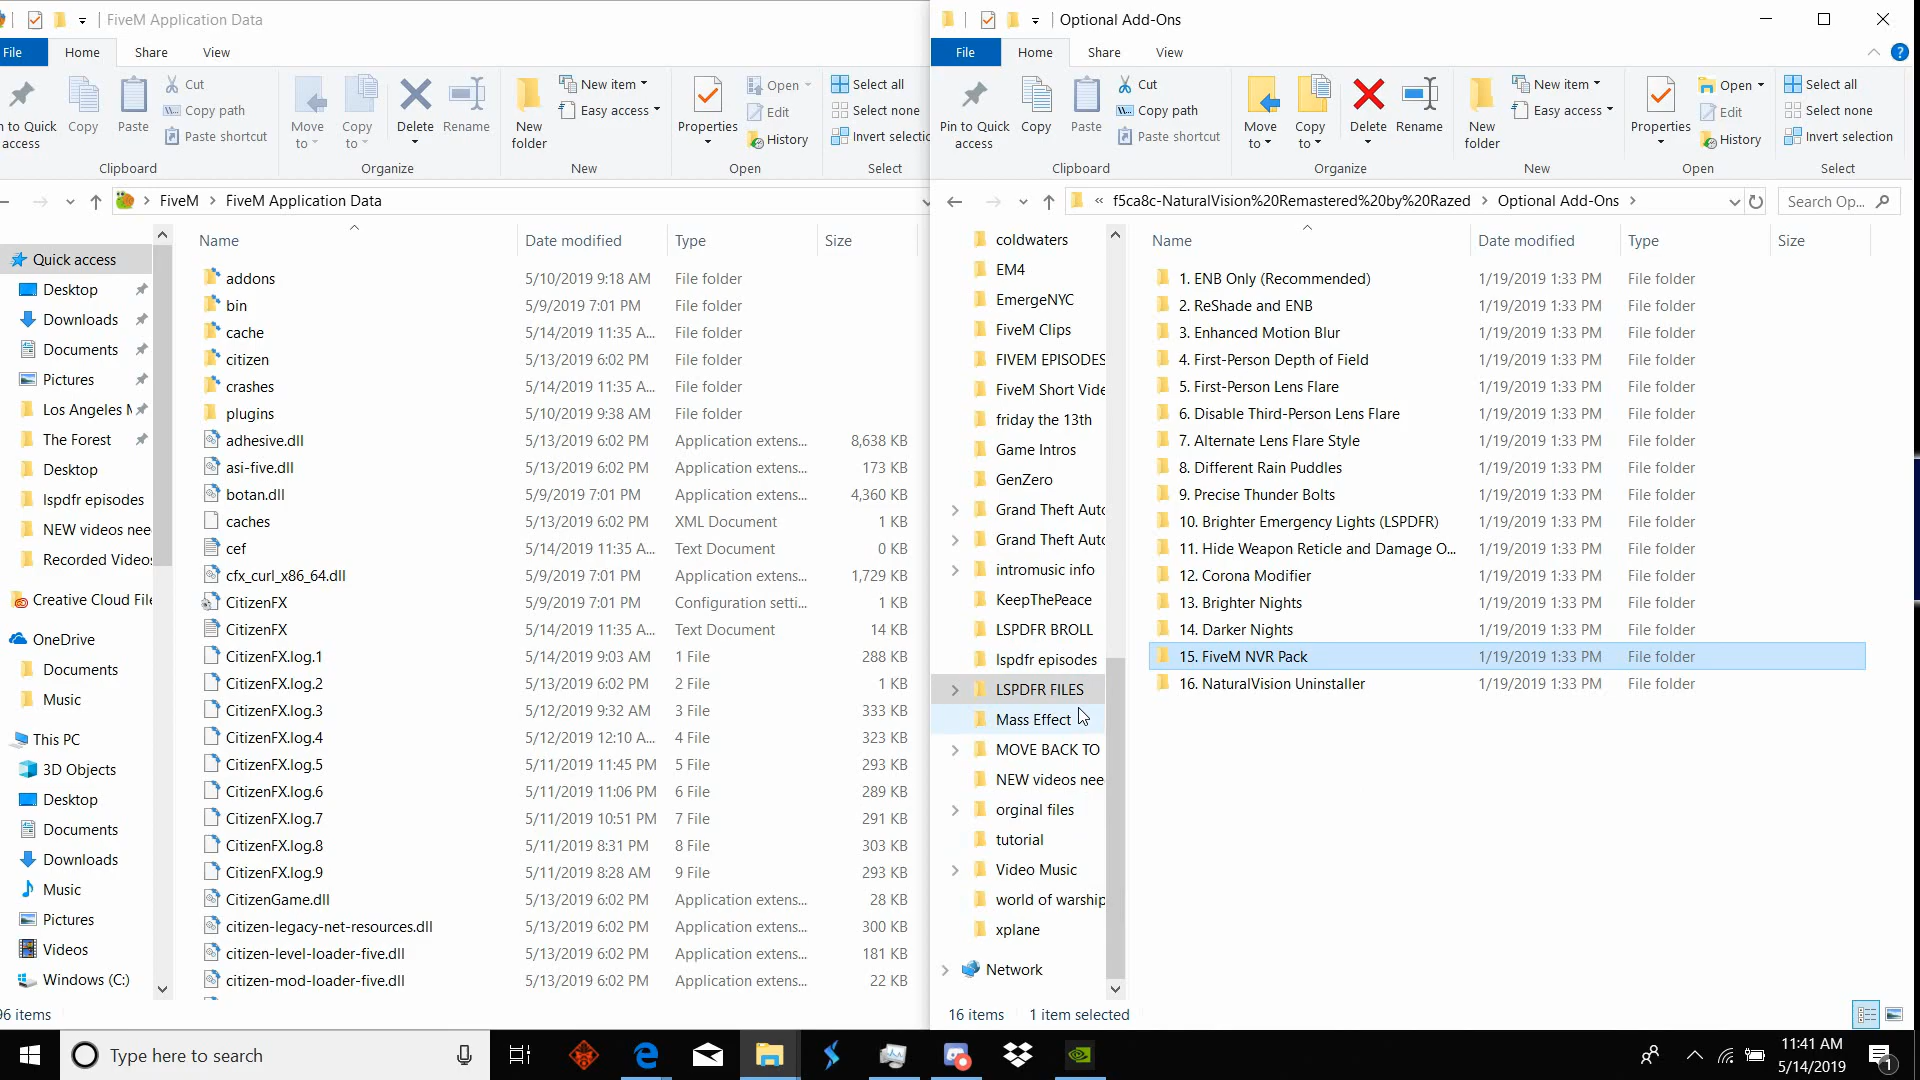 FiveM Application Data
File
Home
Share
View
n to Quick access
Copy
Paste
Cut
Copy path
Paste shortcut
Clipboard
Move to
Copy to
Delete
Rename
Organize
New folder
New item
Easy access
New
Properties
Open
Edit
History
Open
Select all
Select none
Invert selectio
Select
FiveM > FiveM Application Data
Quick access
Desktop
Downloads
Documents
Pictures
Los Angeles M
The Forest
Desktop
lspdfr episodes
NEW videos nee
Recorded Videos
Creative Cloud File
OneDrive
Documents
Music
This PC
3D Objects
Desktop
Documents
Downloads
Music
Pictures
Videos
Windows (C:)
Name Date modified Type Size
addons 5/10/2019 9:18 AM File folder
bin 5/9/2019 7:01 PM File folder
cache 5/14/2019 11:35 A... File folder
citizen 5/13/2019 6:02 PM File folder
crashes 5/14/2019 11:35 A... File folder
plugins 5/10/2019 9:38 AM File folder
adhesive.dll 5/13/2019 6:02 PM Application extens... 8,638 KB
asi-five.dll 5/13/2019 6:02 PM Application extens... 173 KB
botan.dll 5/9/2019 7:01 PM Application extens... 4,360 KB
caches 5/13/2019 6:02 PM XML Document 1 KB
cef 5/14/2019 11:35 A... Text Document 0 KB
cfx_curl_x86_64.dll 5/9/2019 7:01 PM Application extens... 1,729 KB
CitizenFX 5/9/2019 7:01 PM Configuration setti... 1 KB
CitizenFX 5/14/2019 11:35 A... Text Document 14 KB
CitizenFX.log.1 5/14/2019 9:03 AM 1 File 288 KB
CitizenFX.log.2 5/13/2019 6:02 PM 2 File 1 KB
CitizenFX.log.3 5/12/2019 9:32 AM 3 File 333 KB
CitizenFX.log.4 5/12/2019 12:10 A... 4 File 323 KB
CitizenFX.log.5 5/11/2019 11:45 PM 5 File 293 KB
CitizenFX.log.6 5/11/2019 11:06 PM 6 File 289 KB
CitizenFX.log.7 5/11/2019 10:51 PM 7 File 291 KB
CitizenFX.log.8 5/11/2019 8:31 PM 8 File 303 KB
CitizenFX.log.9 5/11/2019 8:28 AM 9 File 293 KB
CitizenGame.dll 5/13/2019 6:02 PM Application extens... 28 KB
citizen-legacy-net-resources.dll 5/13/2019 6:02 PM Application extens... 300 KB
citizen-level-loader-five.dll 5/13/2019 6:02 PM Application extens... 181 KB
citizen-mod-loader-five.dll 5/13/2019 6:02 PM Application extens... 22 KB
96 items
Optional Add-Ons
File
Home
Share
View
Pin to Quick access
Copy
Paste
Cut
Copy path
Paste shortcut
Clipboard
Move to
Copy to
Delete
Rename
Organize
New folder
New item
Easy access
New
Properties
Open
Edit
History
Open
Select all
Select none
Invert selection
Select
« f5ca8c-NaturalVision%20Remastered%20by%20Razed > Optional Add-Ons >
Search Op...
coldwaters
EM4
EmergeNYC
FiveM Clips
FIVEM EPISODES
FiveM Short Vide
friday the 13th
Game Intros
GenZero
Grand Theft Auto
Grand Theft Auto
intromusic info
KeepThePeace
LSPDFR BROLL
lspdfr episodes
LSPDFR FILES
Mass Effect
MOVE BACK TO
NEW videos nee
orginal files
tutorial
Video Music
world of warship
xplane
Network
Name Date modified Type Size
1. ENB Only (Recommended) 1/19/2019 1:33 PM File folder
2. ReShade and ENB 1/19/2019 1:33 PM File folder
3. Enhanced Motion Blur 1/19/2019 1:33 PM File folder
4. First-Person Depth of Field 1/19/2019 1:33 PM File folder
5. First-Person Lens Flare 1/19/2019 1:33 PM File folder
6. Disable Third-Person Lens Flare 1/19/2019 1:33 PM File folder
7. Alternate Lens Flare Style 1/19/2019 1:33 PM File folder
8. Different Rain Puddles 1/19/2019 1:33 PM File folder
9. Precise Thunder Bolts 1/19/2019 1:33 PM File folder
10. Brighter Emergency Lights (LSPDFR) 1/19/2019 1:33 PM File folder
11. Hide Weapon Reticle and Damage O... 1/19/2019 1:33 PM File folder
12. Corona Modifier 1/19/2019 1:33 PM File folder
13. Brighter Nights 1/19/2019 1:33 PM File folder
14. Darker Nights 1/19/2019 1:33 PM File folder
15. FiveM NVR Pack 1/19/2019 1:33 PM File folder
16. NaturalVision Uninstaller 1/19/2019 1:33 PM File folder
16 items 1 item selected
Type here to search
11:41 AM
5/14/2019
1